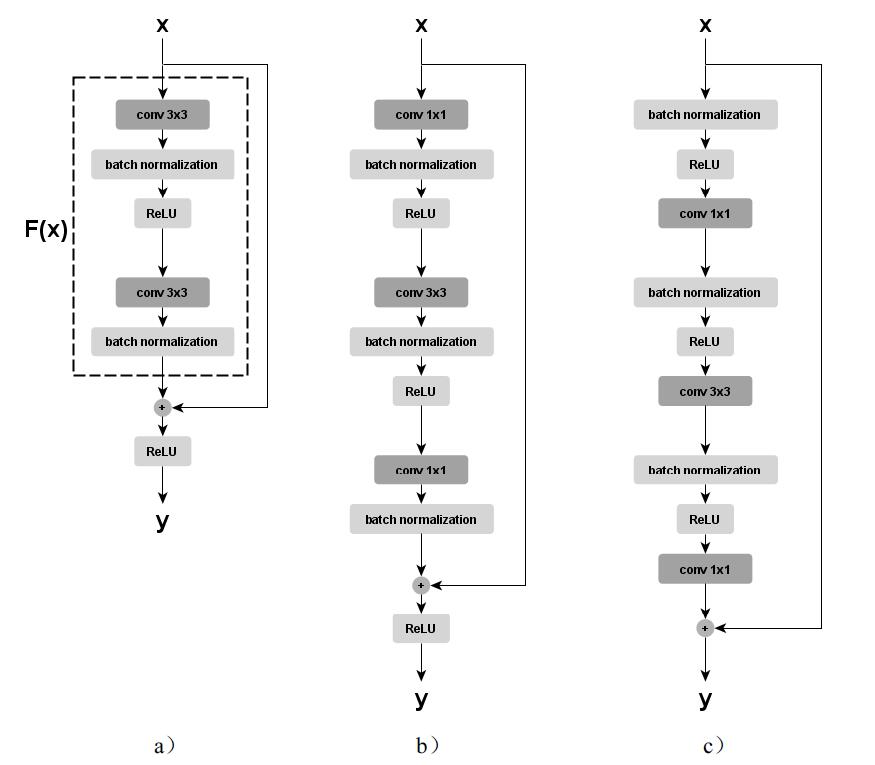 x
conv 3x3
batch normalization
ReLU
F(x)
conv 3x3
batch normalization
+
ReLU
y
a）
x
conv 1x1
batch normalization
ReLU
conv 3x3
batch normalization
ReLU
conv 1x1
batch normalization
+
ReLU
y
b）
x
batch normalization
ReLU
conv 1x1
batch normalization
ReLU
conv 3x3
batch normalization
ReLU
conv 1x1
+
y
c）